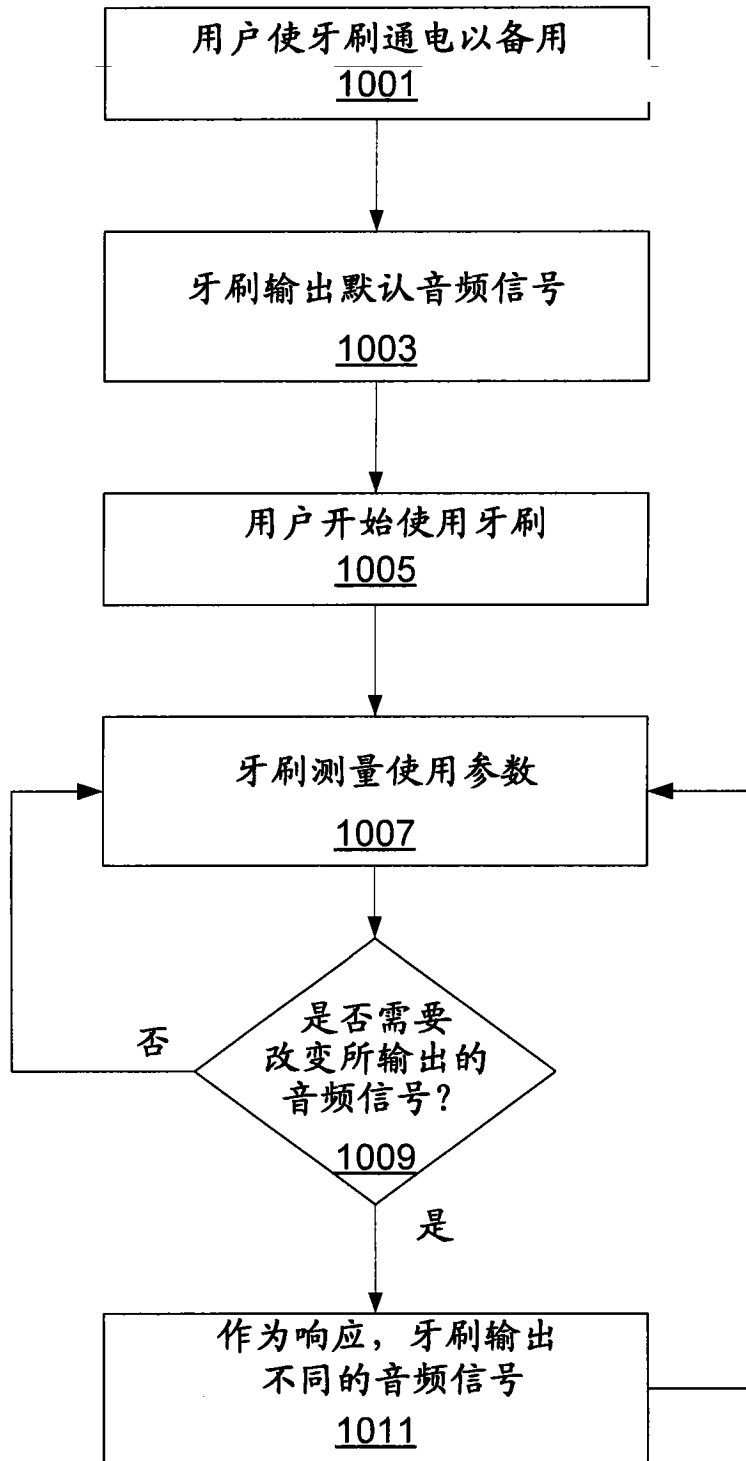 用户使牙刷通电以备用
1001
牙刷输出默认音频信号
1003
用户开始使用牙刷
1005
牙刷测量使用参数
1007
是否需要
改变所输出的
音频信号?
1009
否
是
作为响应,牙刷输出
不同的音频信号
1011